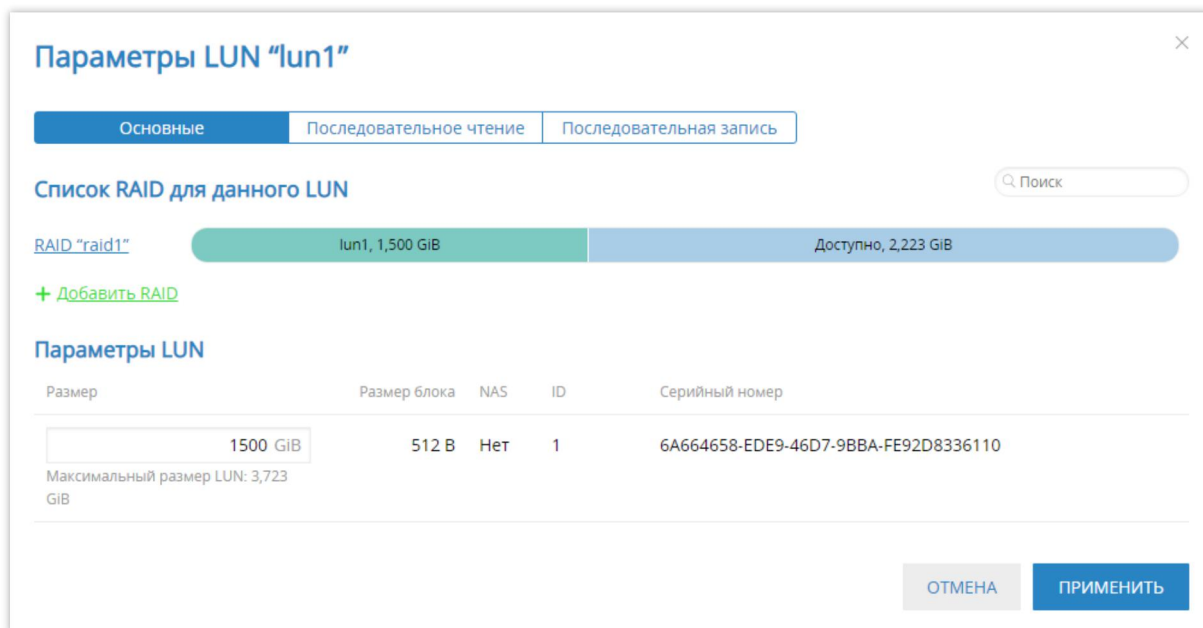 Параметры LUN “lun1”
Основные Последовательное чтение Последовательная запись
Список RAID для данного LUN
Поиск
RAID “raid1” lun1, 1,500 GiB Доступно, 2,223 GiB
+ Добавить RAID
Параметры LUN
Размер Размер блока NAS ID Серийный номер
1500 GiB 512 B Нет 1 6A664658-EDE9-46D7-9BBA-FE92D8336110
Максимальный размер LUN: 3,723
GiB
ОТМЕНА ПРИМЕНИТЬ